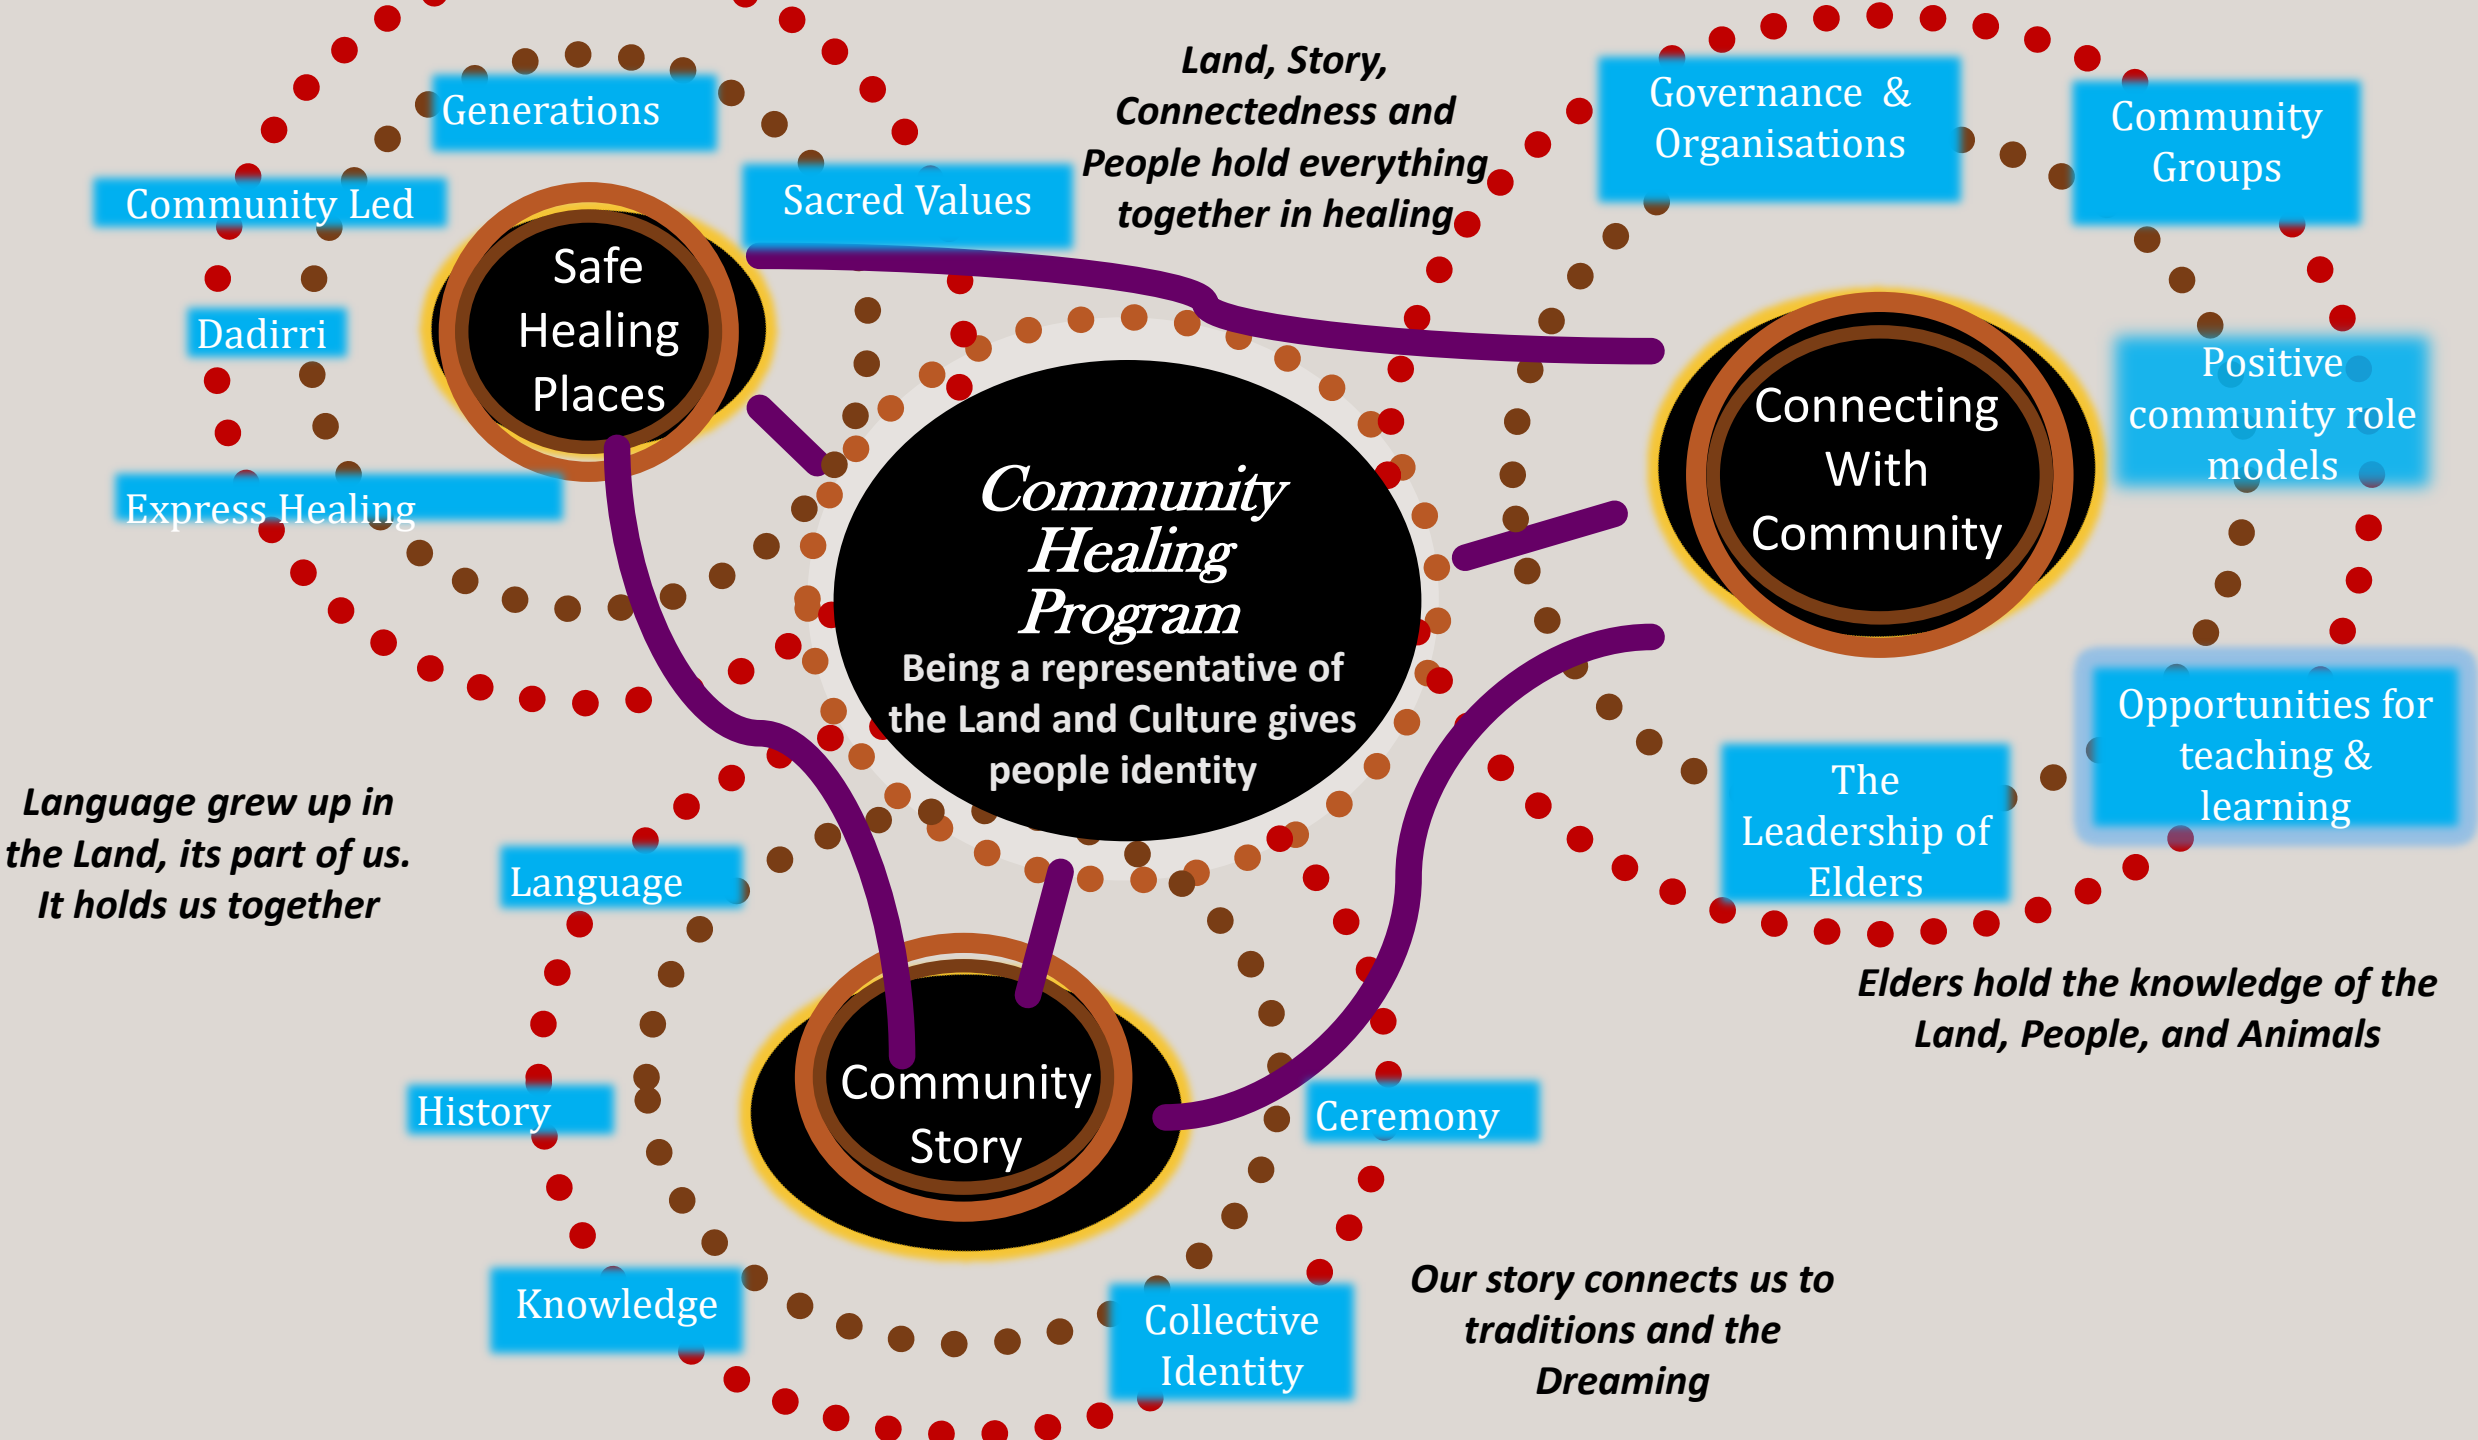 Generations
Community Led
Sacred Values
Dadirri
Express Healing
Safe
Healing
Places
Land, Story,
Connectedness and
People hold everything
together in healing
Governance &
Organisations
Community
Groups
Positive
community role
models
Opportunities for
teaching &
learning
The
Leadership of
Elders
Connecting
With
Community
Community
Healing
Program
Being a representative of
the Land and Culture gives
people identity
Language grew up in
the Land, its part of us.
It holds us together
Elders hold the knowledge of the
Land, People, and Animals
Language
History
Knowledge
Community
Story
Ceremony
Collective
Identity
Our story connects us to
traditions and the
Dreaming